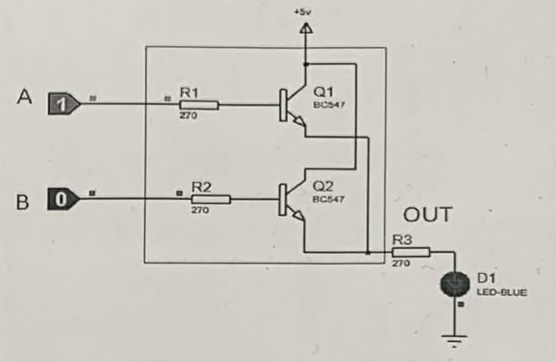 +5v
A
1
R1
270
Q1
BC547
B
0
R2
270
Q2
BC547
OUT
R3
270
D1
LED-BLUE